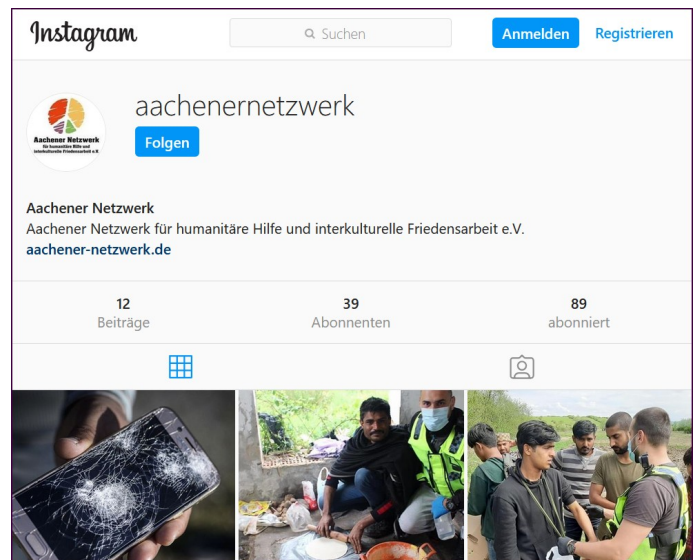 Instagram
Suchen
Anmelden
Registrieren
aachenernetzwerk
Folgen
Aachener Netzwerk
für humanitäre Hilfe und
interkulturelle Friedensarbeit e.V.
Aachener Netzwerk
Aachener Netzwerk für humanitäre Hilfe und interkulturelle Friedensarbeit e.V.
aachener-netzwerk.de
12
Beiträge
39
Abonnenten
89
abonniert